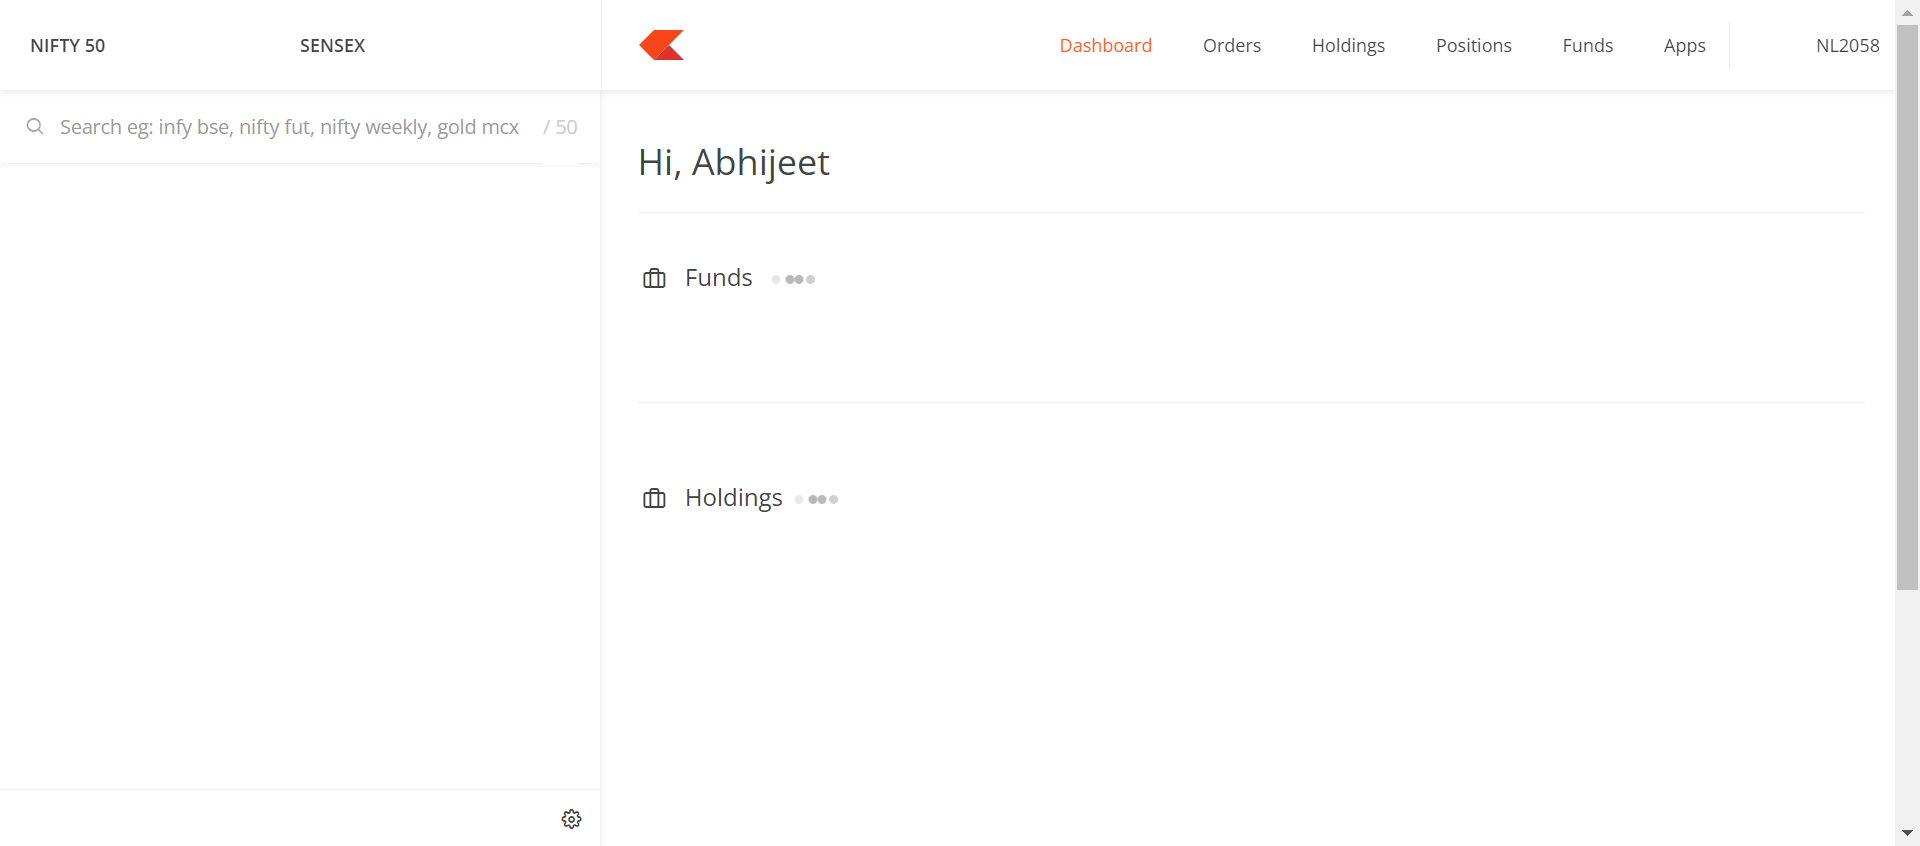 NIFTY 50 SENSEX
Dashboard Orders Holdings Positions Funds Apps NL2058
Search eg: infy bse, nifty fut, nifty weekly, gold mcx / 50
Hi, Abhijeet
Funds
Holdings